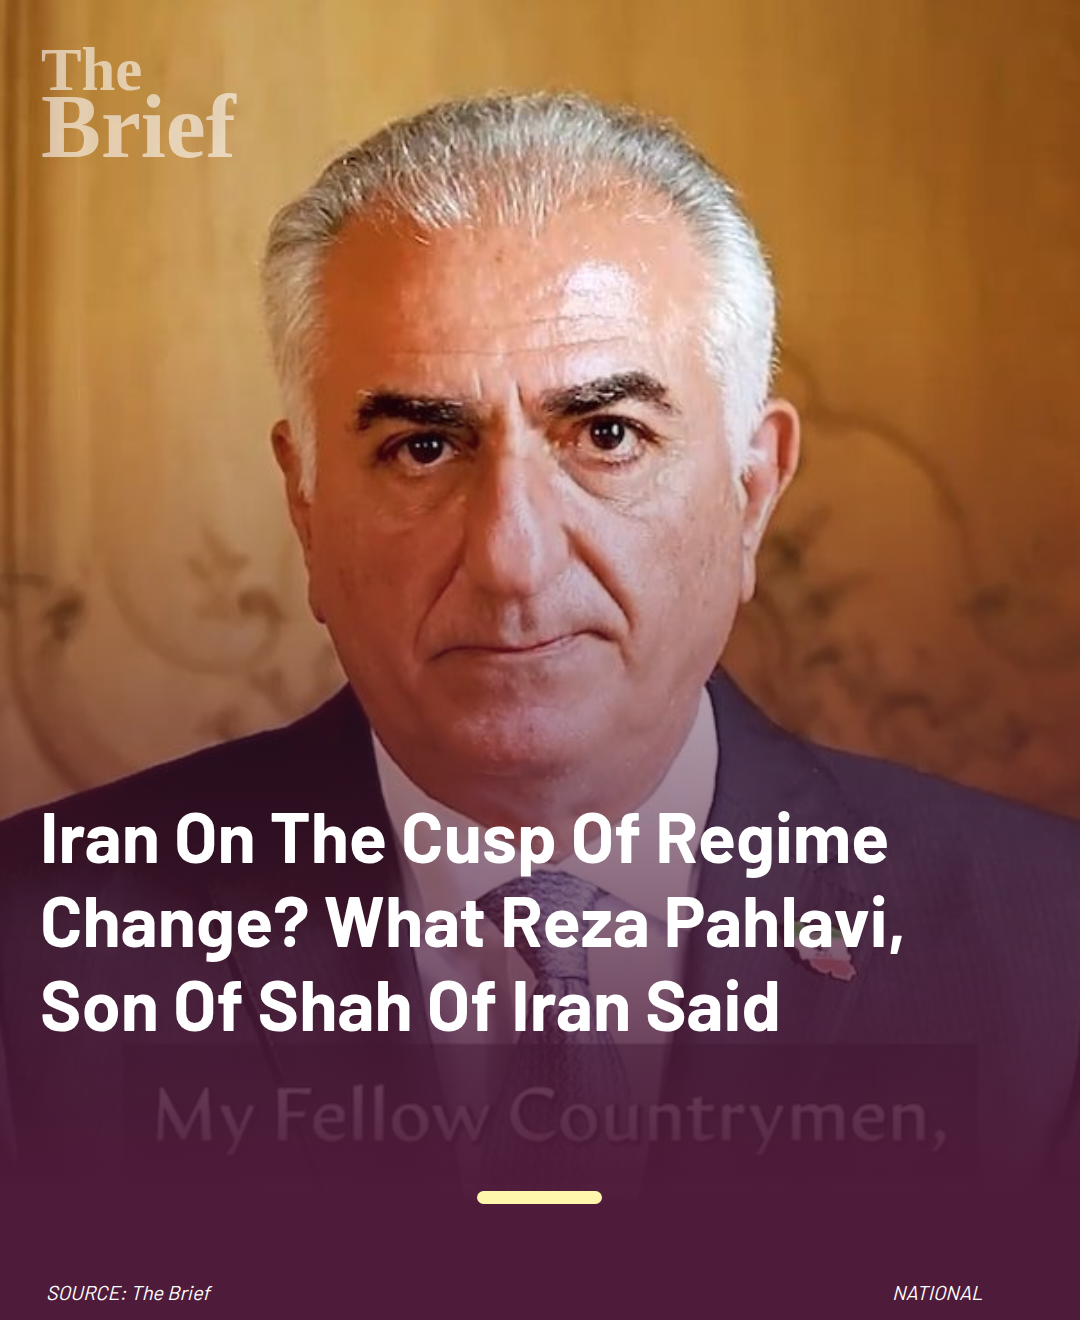 The
Brief
Iran On The Cusp Of Regime
Change? What Reza Pahlavi,
Son Of Shah Of Iran Said
My Fellow Countrymen,
SOURCE: The Brief
NATIONAL